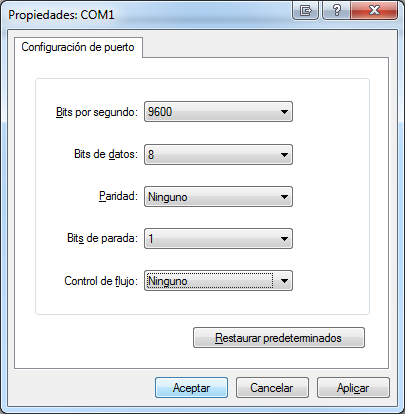 Propiedades: COM1
Configuración de puerto
Bits por segundo: 9600
Bits de datos: 8
Paridad: Ninguno
Bits de parada: 1
Control de flujo: Ninguno
Restaurar predeterminados
Aceptar Cancelar Aplicar